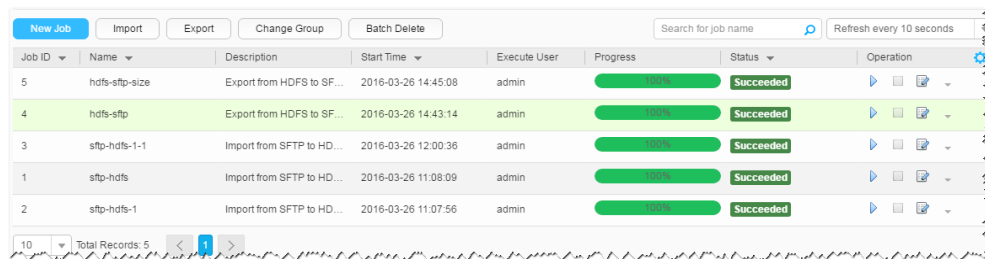 New Job Import Export Change Group Batch Delete Search for job name Refresh every 10 seconds
Job ID Name Description Start Time Execute User Progress Status Operation
5 hdfs-sftp-size Export from HDFS to SF... 2016-03-26 14:45:08 admin 100% Succeeded
4 hdfs-sftp Export from HDFS to SF... 2016-03-26 14:43:14 admin 100% Succeeded
3 sftp-hdfs-1-1 Import from SFTP to HD... 2016-03-26 12:00:36 admin 100% Succeeded
1 sftp-hdfs Import from SFTP to HD... 2016-03-26 11:08:09 admin 100% Succeeded
2 sftp-hdfs-1 Import from SFTP to HD... 2016-03-26 11:07:56 admin 100% Succeeded
10 Total Records: 5 < 1 >